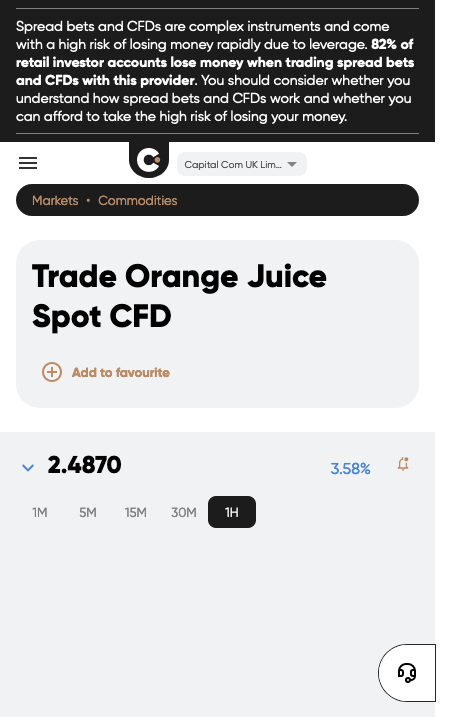 Spread bets and CFDs are complex instruments and come
with a high risk of losing money rapidly due to leverage. 82% of
retail investor accounts lose money when trading spread bets
and CFDs with this provider. You should consider whether you
understand how spread bets and CFDs work and whether you
can afford to take the high risk of losing your money.
Capital Com UK Lim...
Markets • Commodities
Trade Orange Juice
Spot CFD
Add to favourite
2.4870
3.58%
1M 5M 15M 30M 1H